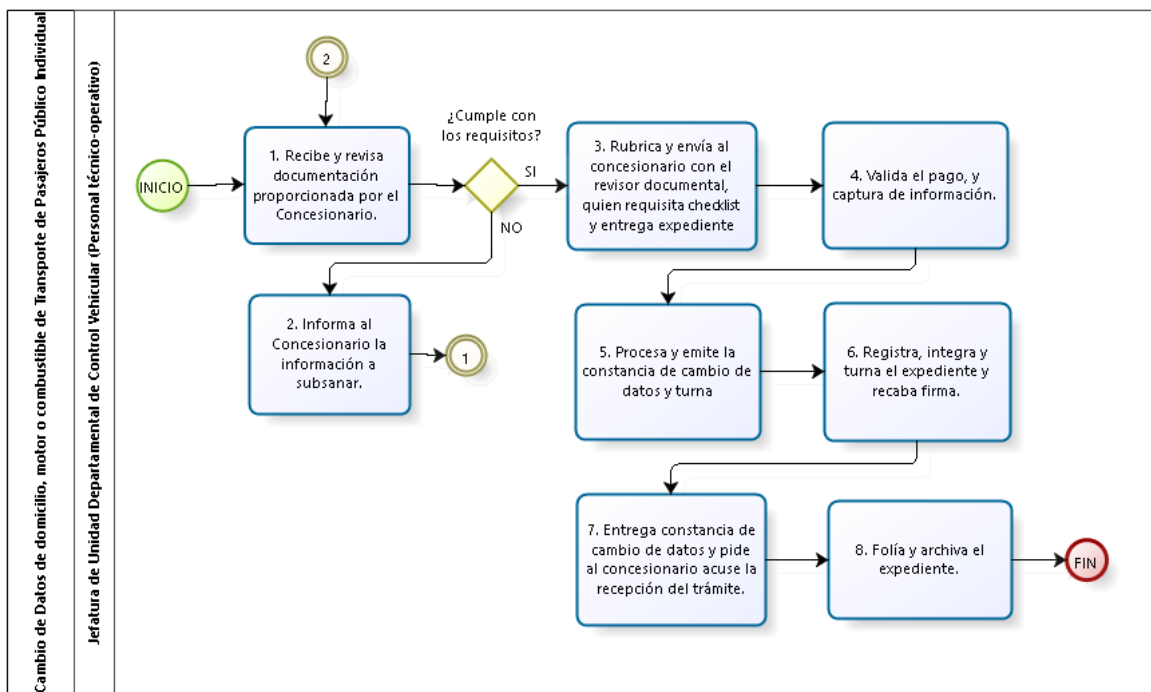 Cambio de Datos de domicilio, motor o combustible de Transporte de Pasajeros Público Individual
Jefatura de Unidad Departamental de Control Vehicular (Personal técnico-operativo)
2
INICIO
1. Recibe y revisa
documentación
proporcionada por el
Concesionario.
¿Cumple con
los requisitos?
SI
NO
3. Rubrica y envía al
concesionario con el
revisor documental,
quien requisita checklist
y entrega expediente
4. Valida el pago, y
captura de información.
2. Informa al
Concesionario la
información a
subsanar.
1
5. Procesa y emite la
constancia de cambio de
datos y turna
6. Registra, integra y
turna el expediente y
recaba firma.
7. Entrega constancia de
cambio de datos y pide
al concesionario acuse la
recepción del trámite.
8. Folía y archiva el
expediente.
FIN